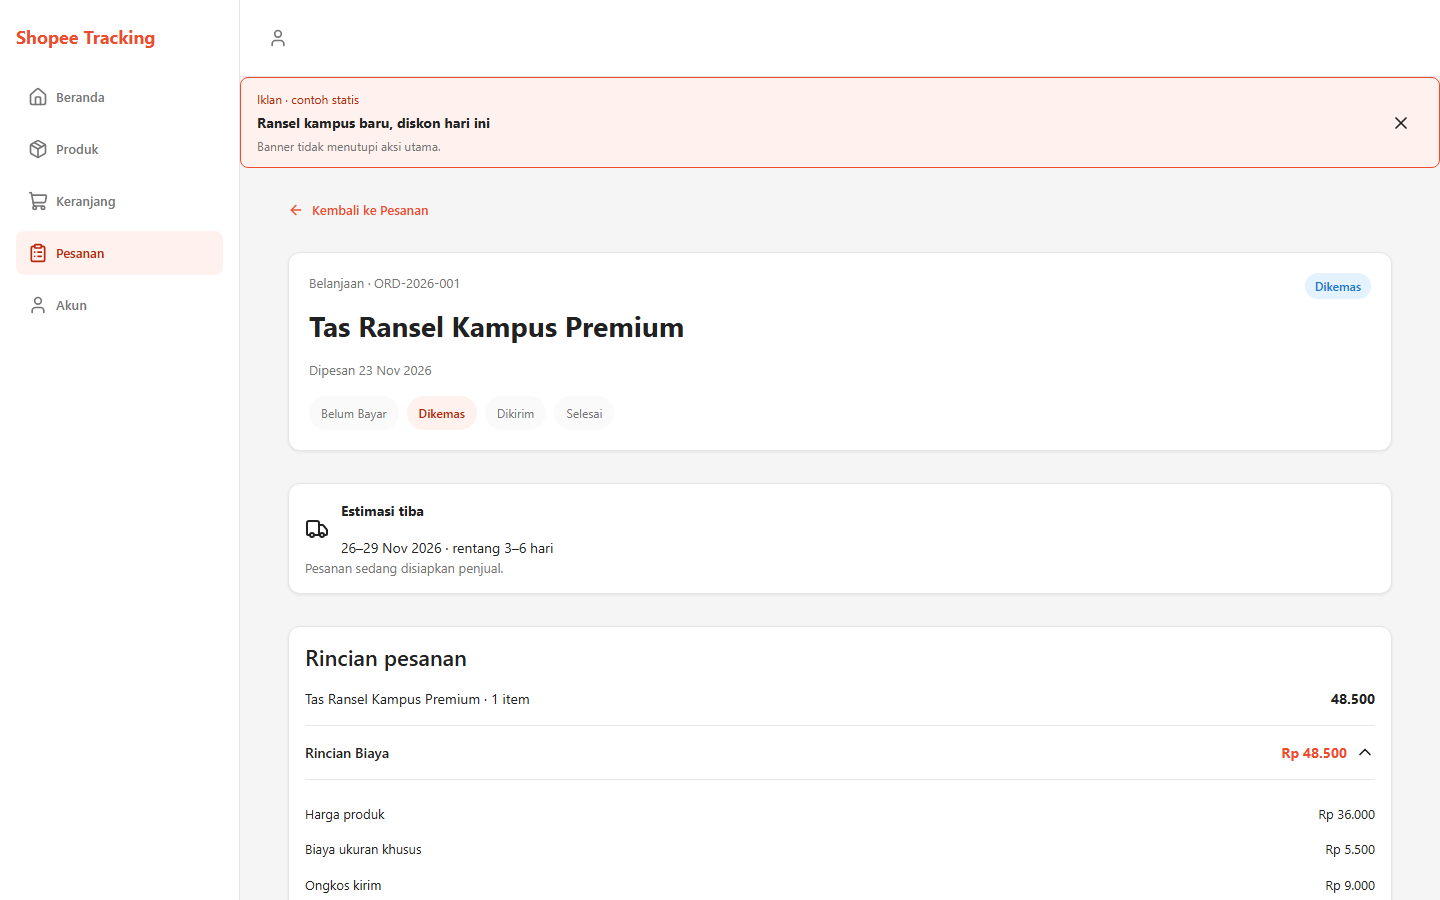 Shopee Tracking
Beranda
Produk
Keranjang
Pesanan
Akun
Iklan · contoh statis
Ransel kampus baru, diskon hari ini
Banner tidak menutupi aksi utama.
Kembali ke Pesanan
Belanjaan · ORD-2026-001
Dikemas
Tas Ransel Kampus Premium
Dipesan 23 Nov 2026
Belum Bayar Dikemas Dikirim Selesai
Estimasi tiba
26–29 Nov 2026 · rentang 3–6 hari
Pesanan sedang disiapkan penjual.
Rincian pesanan
Tas Ransel Kampus Premium · 1 item 48.500
Rincian Biaya Rp 48.500
Harga produk Rp 36.000
Biaya ukuran khusus Rp 5.500
Ongkos kirim Rp 9.000